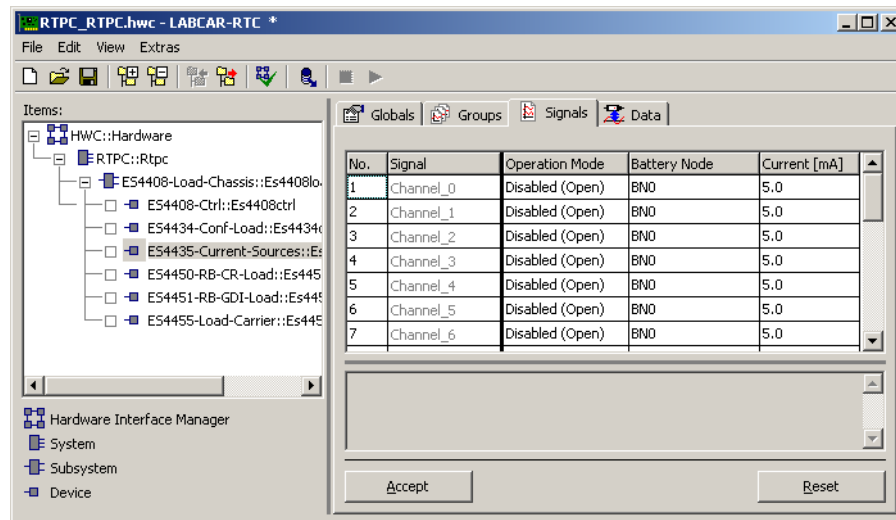 RTPC_RTPC.hwc - LABCAR-RTC *
File Edit View Extras
Items:
HWC::Hardware
RTPC::Rtpc
ES4408-Load-Chassis::Es4408lo
ES4408-Ctrl::Es4408ctrl
ES4434-Conf-Load::Es4434
ES4435-Current-Sources::Es
ES4450-RB-CR-Load::Es445
ES4451-RB-GDI-Load::Es445
ES4455-Load-Carrier::Es445
Hardware Interface Manager
System
Subsystem
Device
Globals Groups Signals Data
No. Signal Operation Mode Battery Node Current [mA]
1 Channel_0 Disabled (Open) BN0 5.0
2 Channel_1 Disabled (Open) BN0 5.0
3 Channel_2 Disabled (Open) BN0 5.0
4 Channel_3 Disabled (Open) BN0 5.0
5 Channel_4 Disabled (Open) BN0 5.0
6 Channel_5 Disabled (Open) BN0 5.0
7 Channel_6 Disabled (Open) BN0 5.0
Accept Reset